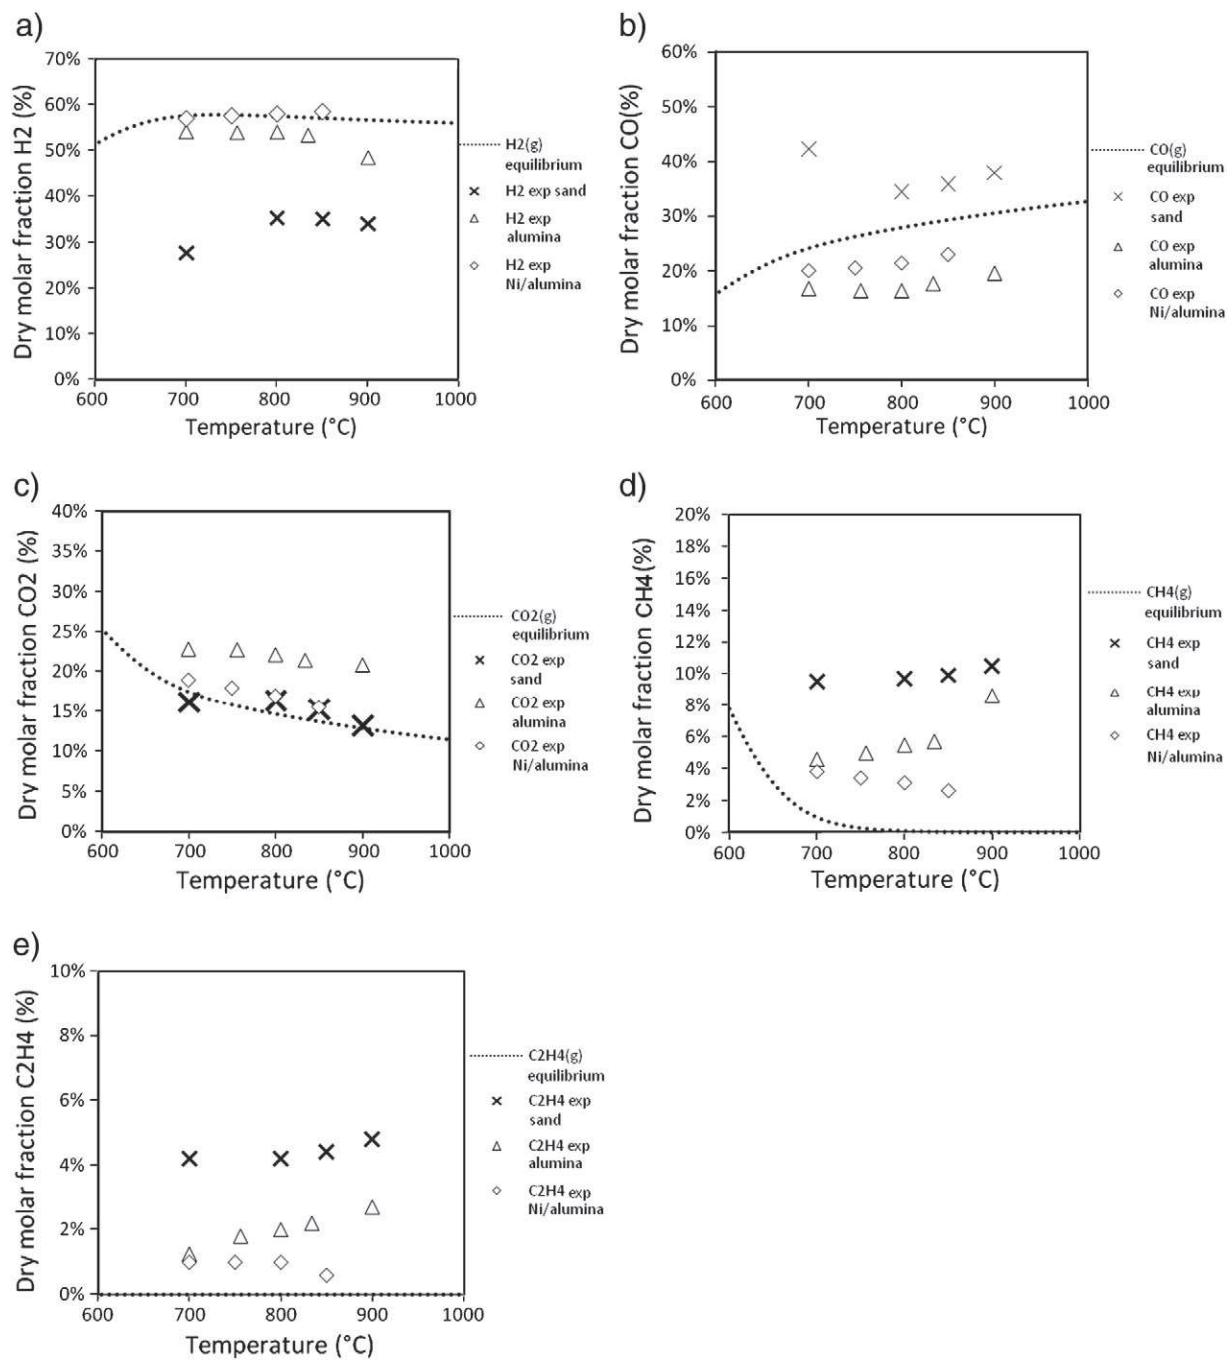 a)
70%
60%
50%
40%
30%
20%
10%
0%
600
700
800
900
1000
Dry molar fraction H2 (%)
Temperature (°C)
H2(g)
equilibrium
H2 exp sand
H2 exp
alumina
H2 exp
Ni/alumina
b)
60%
50%
40%
30%
20%
10%
0%
600
700
800
900
1000
Dry molar fraction CO(%)
Temperature (°C)
CO(g)
equilibrium
CO exp
sand
CO exp
alumina
CO exp
Ni/alumina
c)
40%
35%
30%
25%
20%
15%
10%
5%
0%
600
700
800
900
1000
Dry molar fraction CO2 (%)
Temperature (°C)
CO2(g)
equilibrium
CO2 exp
sand
CO2 exp
alumina
CO2 exp
Ni/alumina
d)
20%
18%
16%
14%
12%
10%
8%
6%
4%
2%
0%
600
700
800
900
1000
Dry molar fraction CH4(%)
Temperature (°C)
CH4(g)
equilibrium
CH4 exp
sand
CH4 exp
alumina
CH4 exp
Ni/alumina
e)
10%
8%
6%
4%
2%
0%
600
700
800
900
1000
Dry molar fraction C2H4 (%)
Temperature (°C)
C2H4(g)
equilibrium
C2H4 exp
sand
C2H4 exp
alumina
C2H4 exp
Ni/alumina